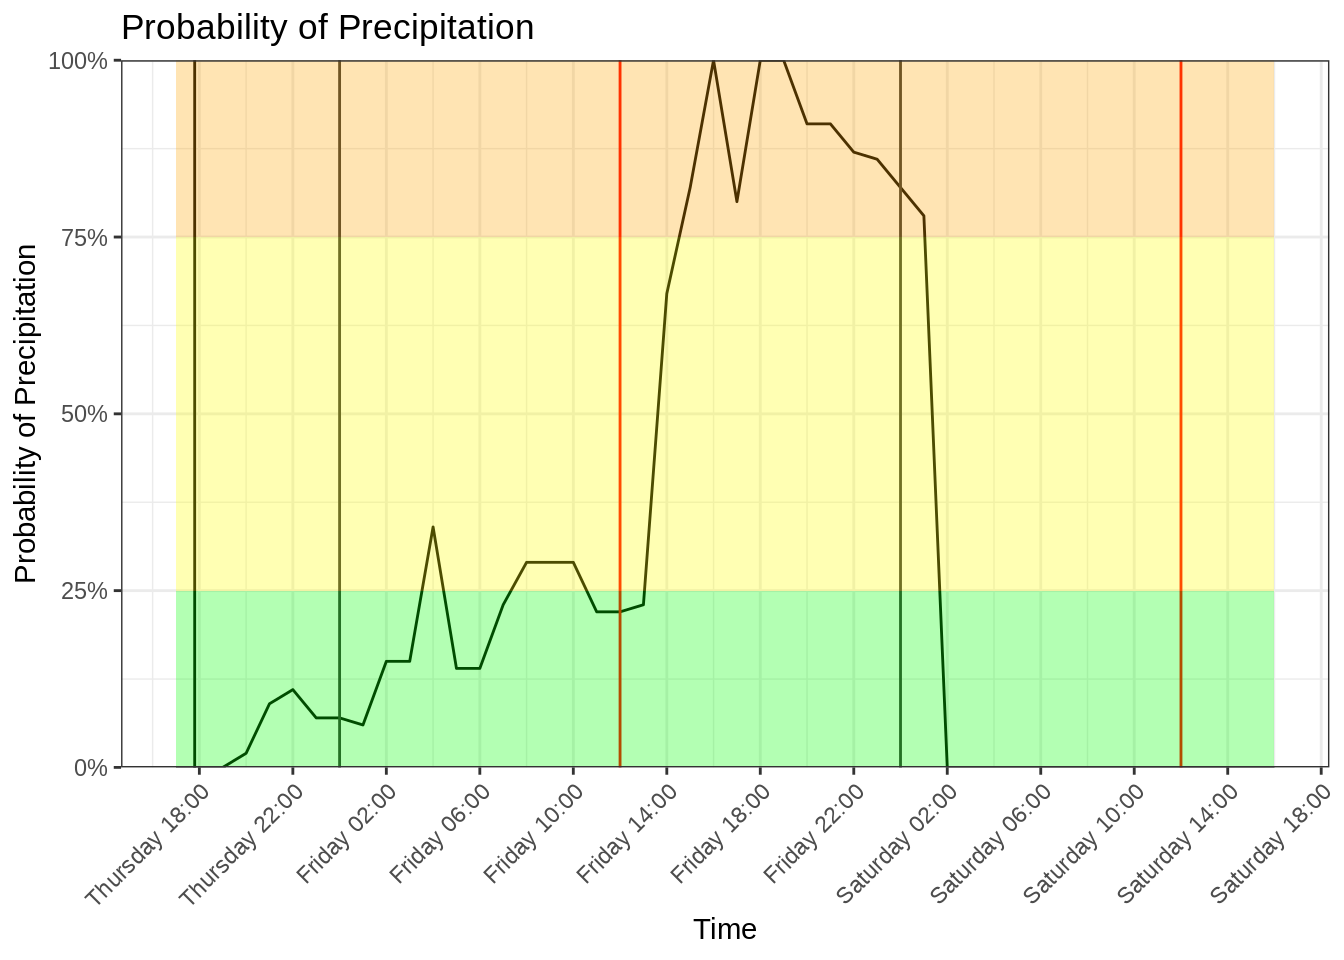 Probability of Precipitation
Probability of Precipitation
100%
75%
50%
25%
0%
Thursday 18:00
Thursday 22:00
Friday 02:00
Friday 06:00
Friday 10:00
Friday 14:00
Friday 18:00
Friday 22:00
Saturday 02:00
Saturday 06:00
Saturday 10:00
Saturday 14:00
Saturday 18:00
Time